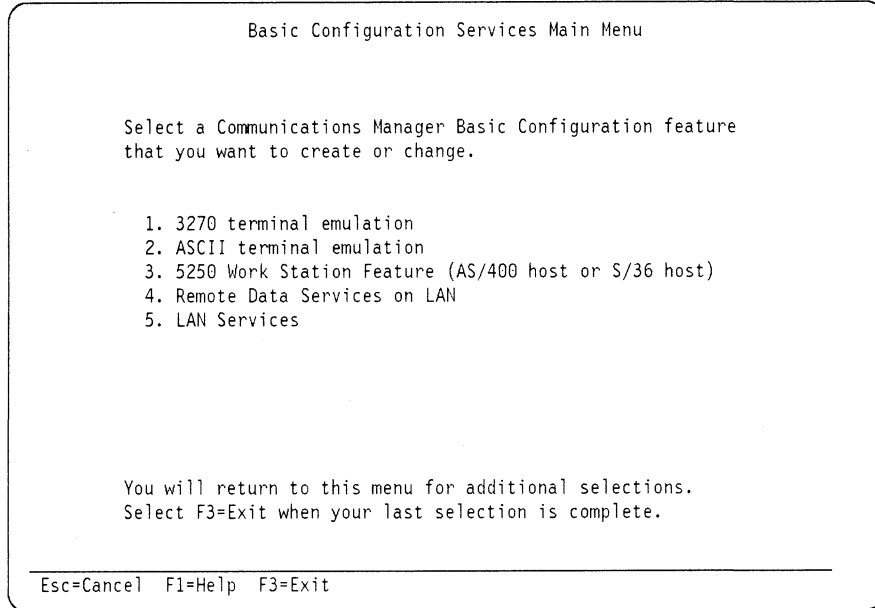 Basic Configuration Services Main Menu
Select a Communications Manager Basic Configuration feature
that you want to create or change.
1. 3270 terminal emulation
2. ASCII terminal emulation
3. 5250 Work Station Feature (AS/400 host or S/36 host)
4. Remote Data Services on LAN
5. LAN Services
You will return to this menu for additional selections.
Select F3=Exit when your last selection is complete.
Esc=Cancel F1=Help F3=Exit